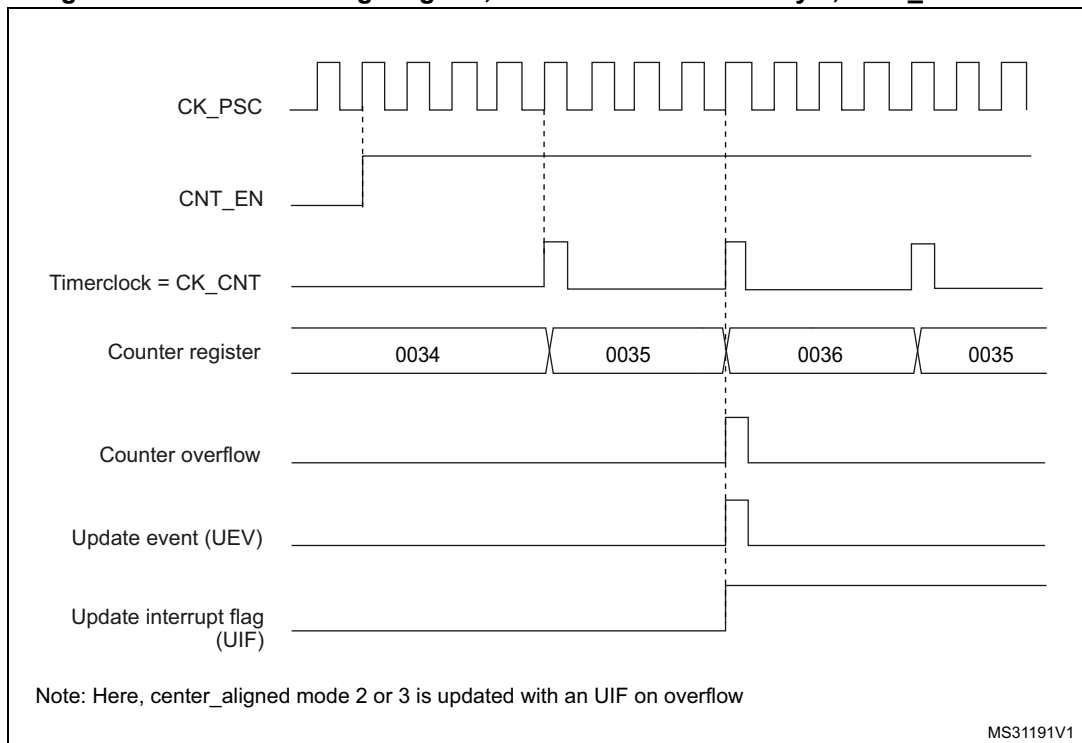 CK_PSC
CNT_EN
Timerclock = CK_CNT
Counter register
0034
0035
0036
0035
Counter overflow
Update event (UEV)
Update interrupt flag
(UIF)
Note: Here, center_aligned mode 2 or 3 is updated with an UIF on overflow
MS31191V1